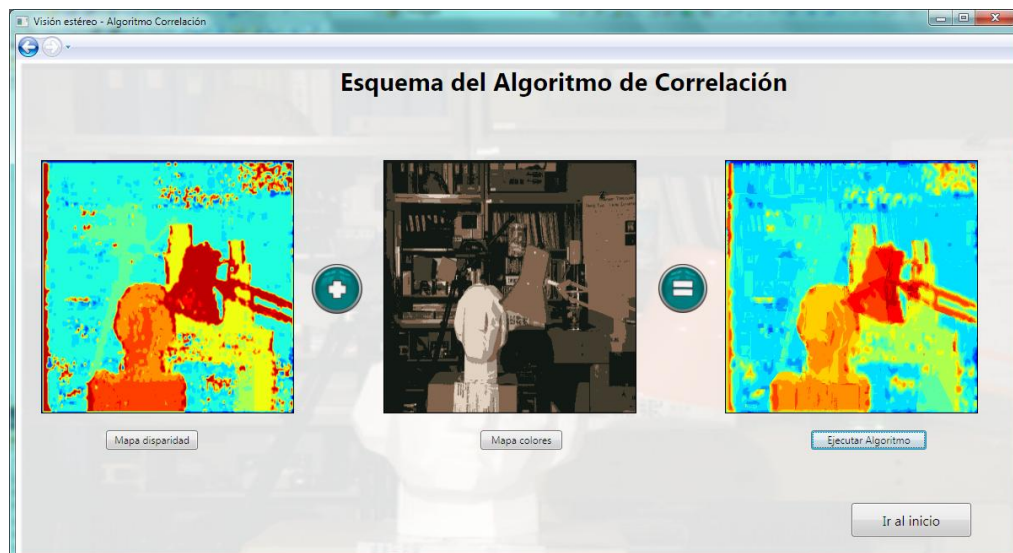 Visión estéreo - Algoritmo Correlación
Esquema del Algoritmo de Correlación
Mapa disparidad
Mapa colores
Ejecutar Algoritmo
Ir al inicio